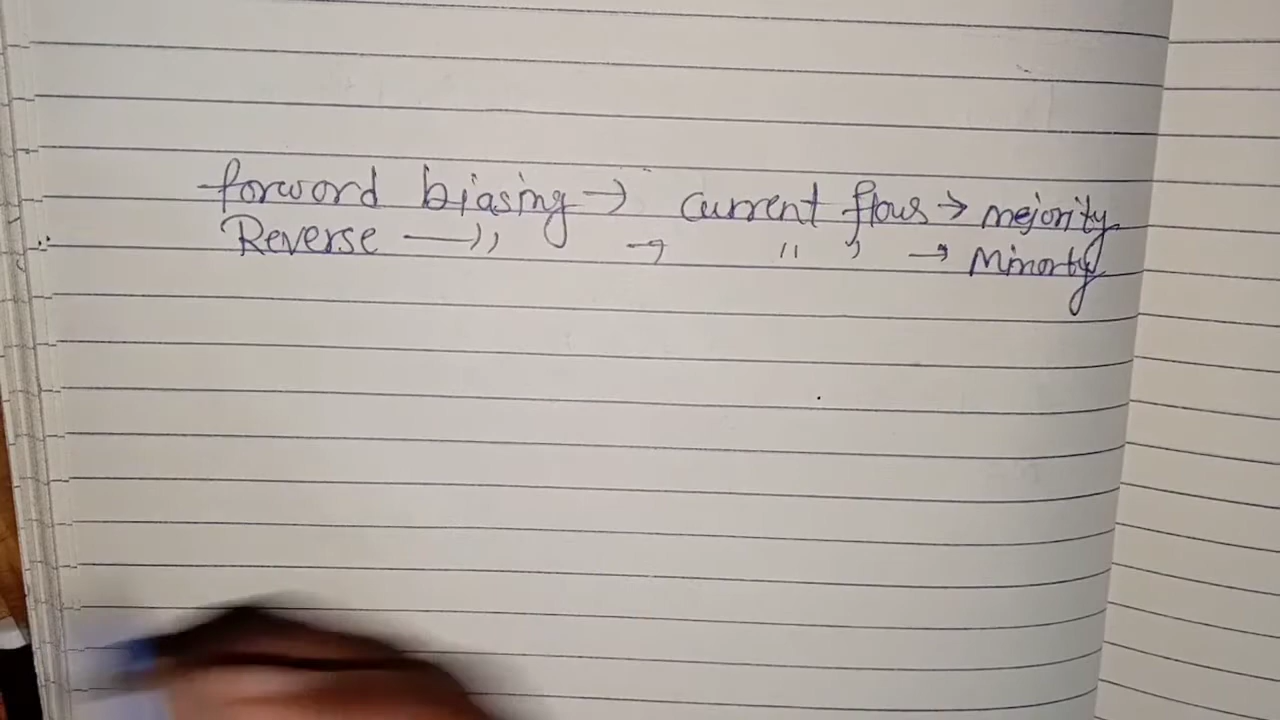 forword biasing → current flows → mejority
Reverse —〃 → 〃 〃 → Minorty